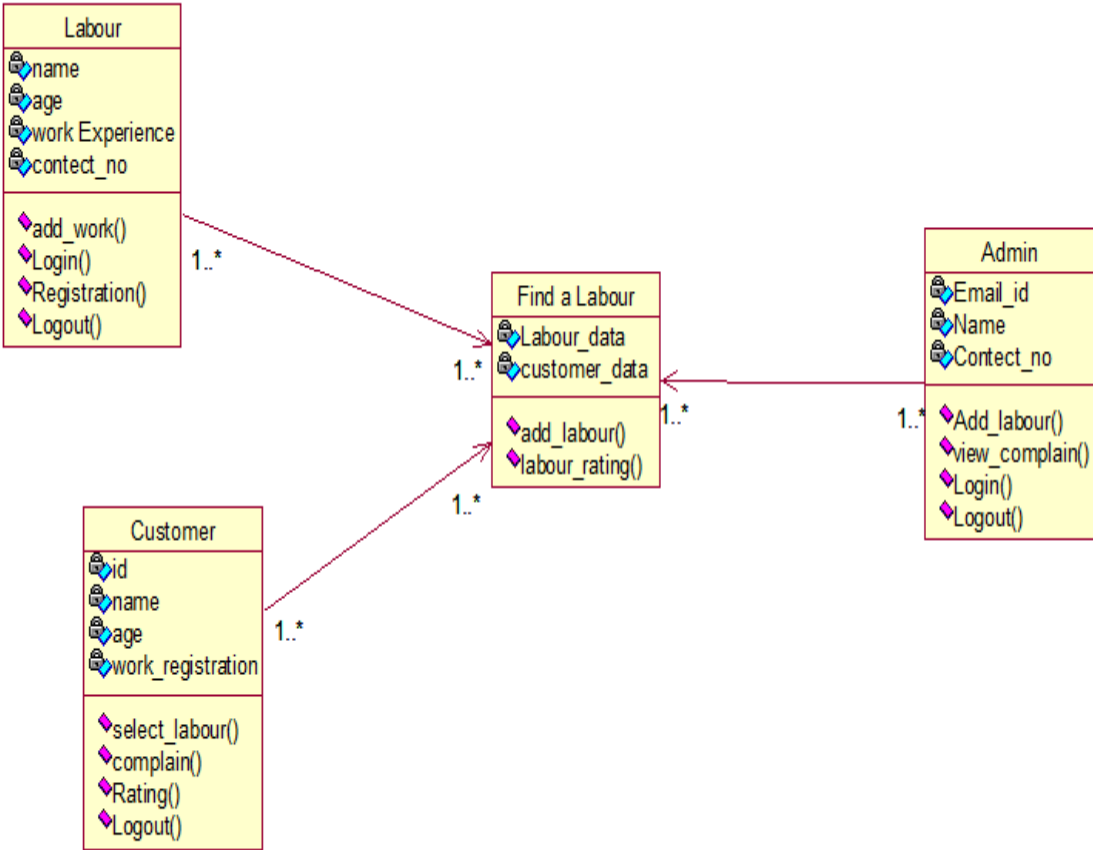 Labour
name
age
work Experience
contect_no
add_work()
Login()
Registration()
Logout()
1..*
1..*
Find a Labour
Labour_data
customer_data
add_labour()
labour_rating()
1..*
1..*
Admin
Email_id
Name
Contect_no
Add_labour()
view_complain()
Login()
Logout()
1..*
1..*
Customer
id
name
age
work_registration
select_labour()
complain()
Rating()
Logout()